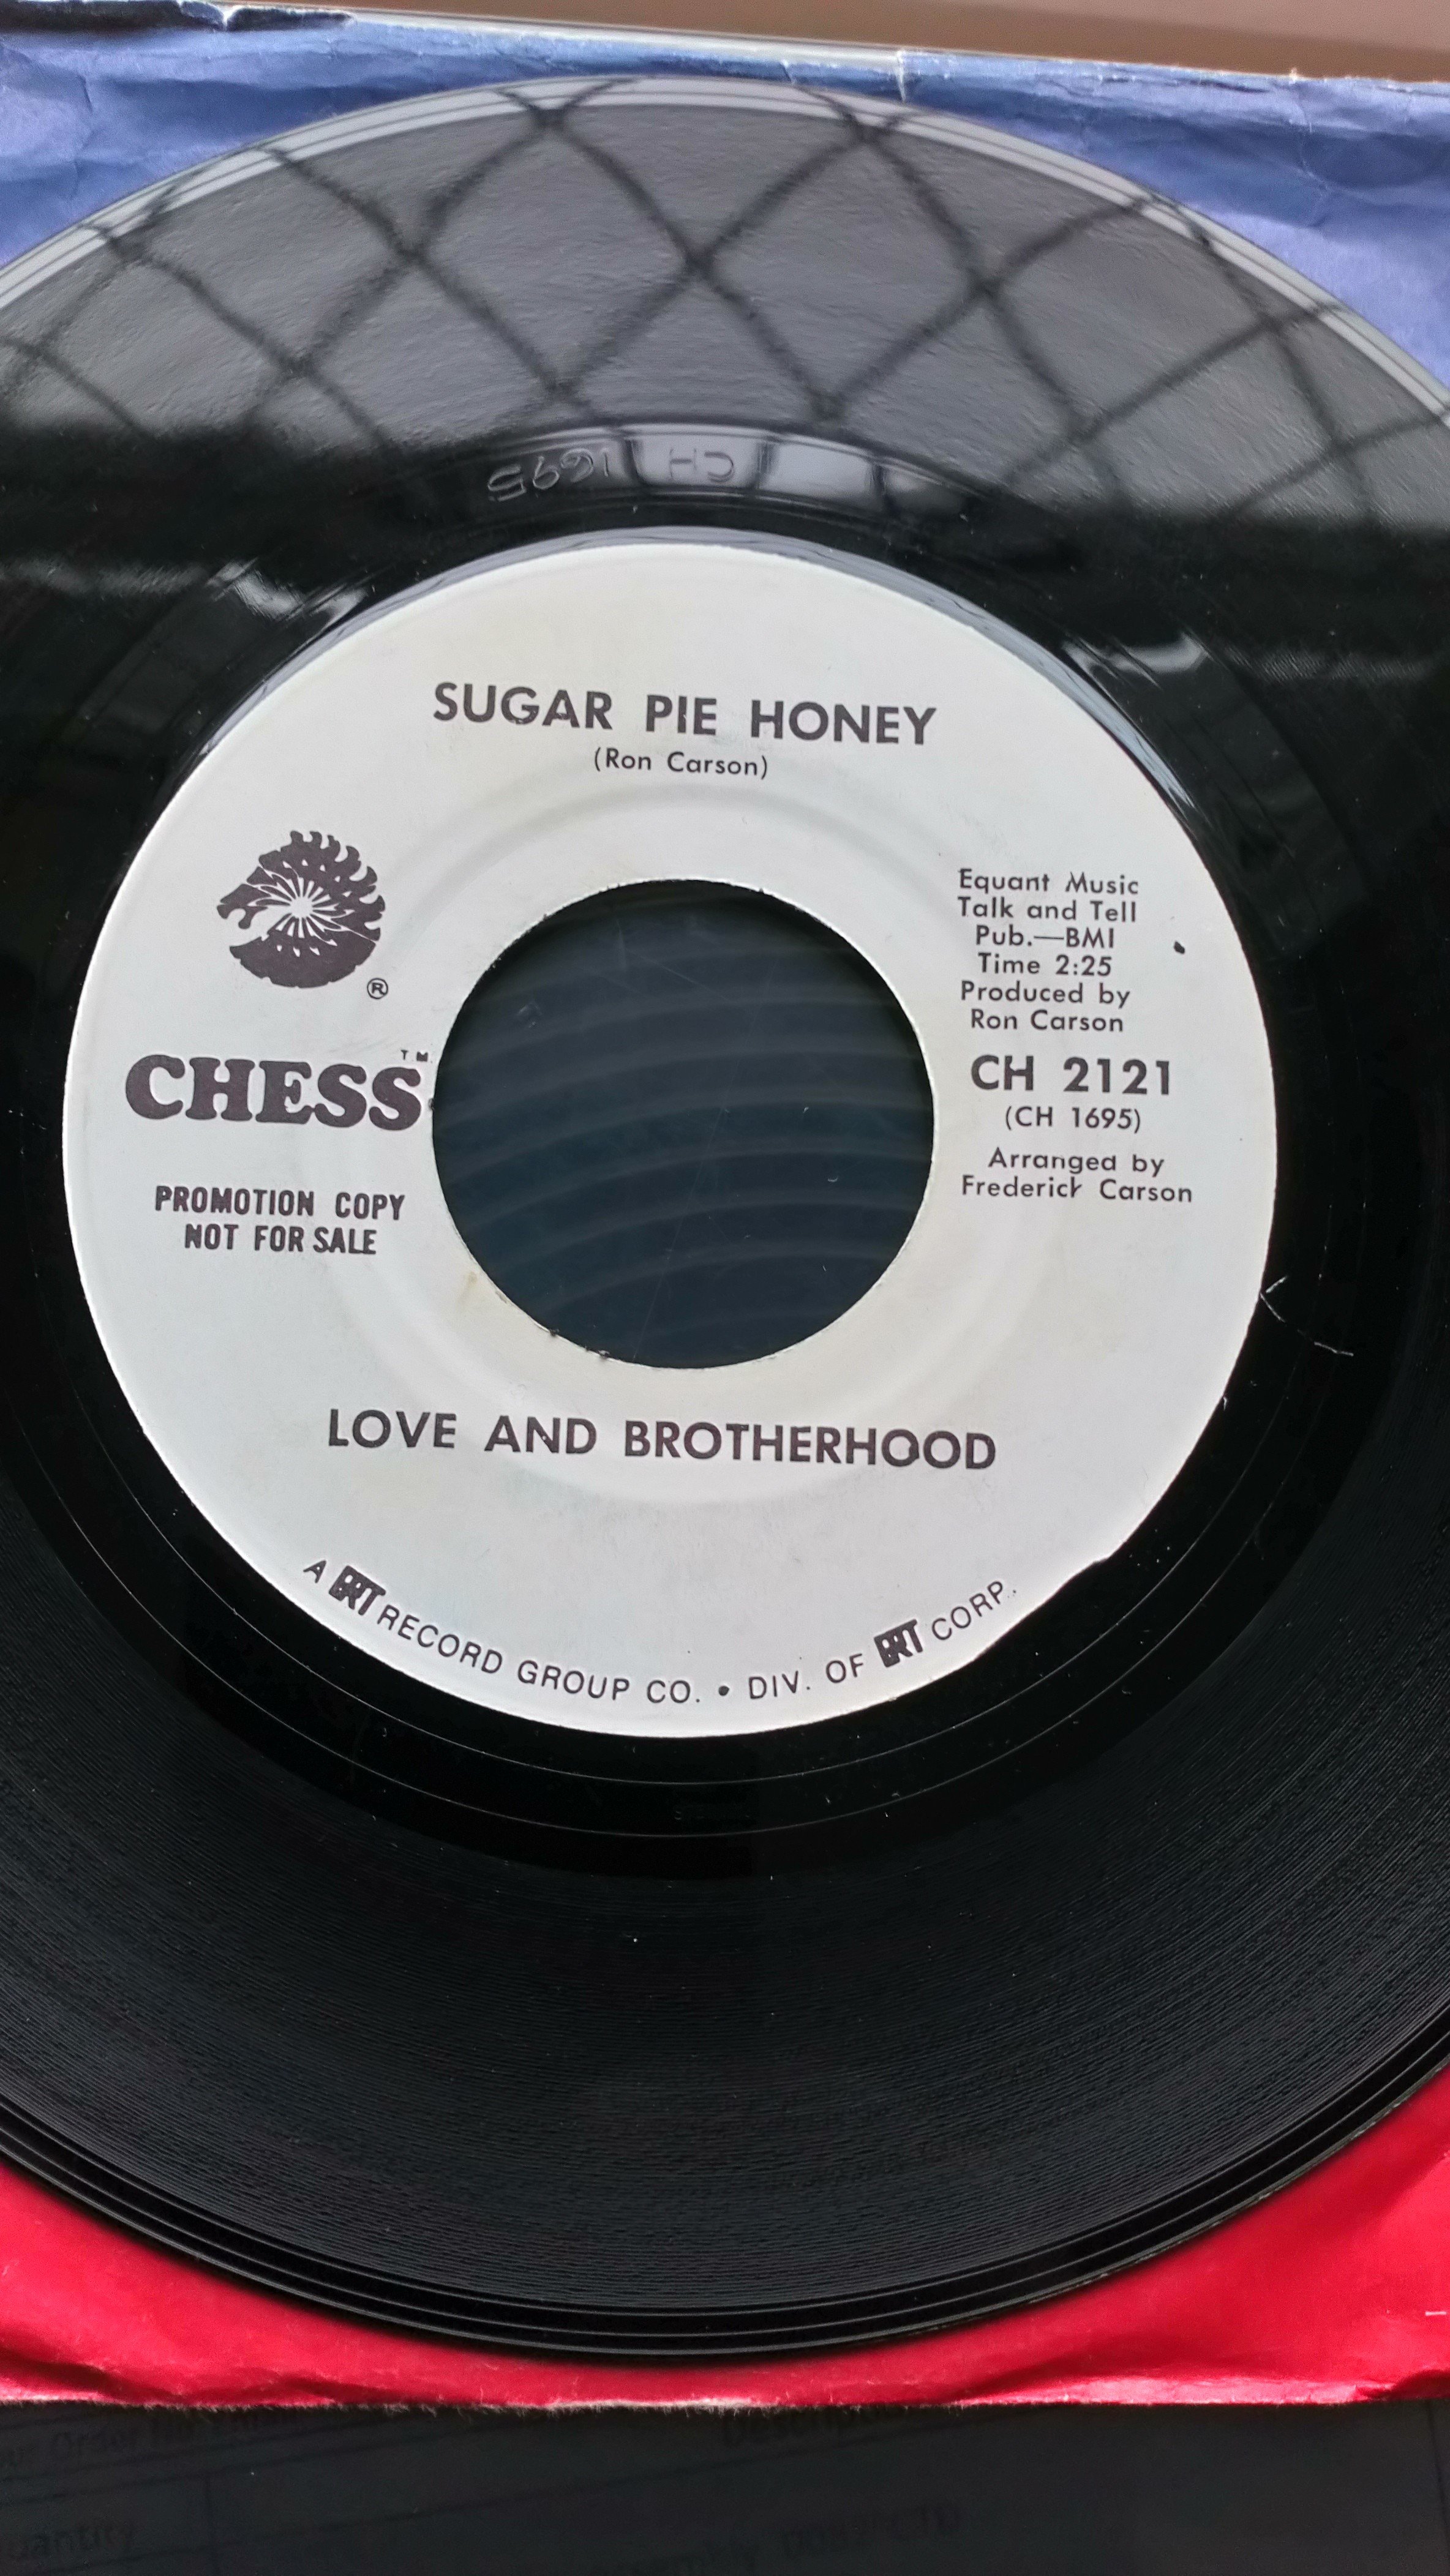 CH 1695
SUGAR PIE HONEY
(Ron Carson)
®
CHESS™
PROMOTION COPY
NOT FOR SALE
Equant Music
Talk and Tell
Pub.—BMI
Time 2:25
Produced by
Ron Carson
CH 2121
(CH 1695)
Arranged by
Frederick Carson
LOVE AND BROTHERHOOD
A GRT RECORD GROUP CO. • DIV. OF GRT CORP.
Order